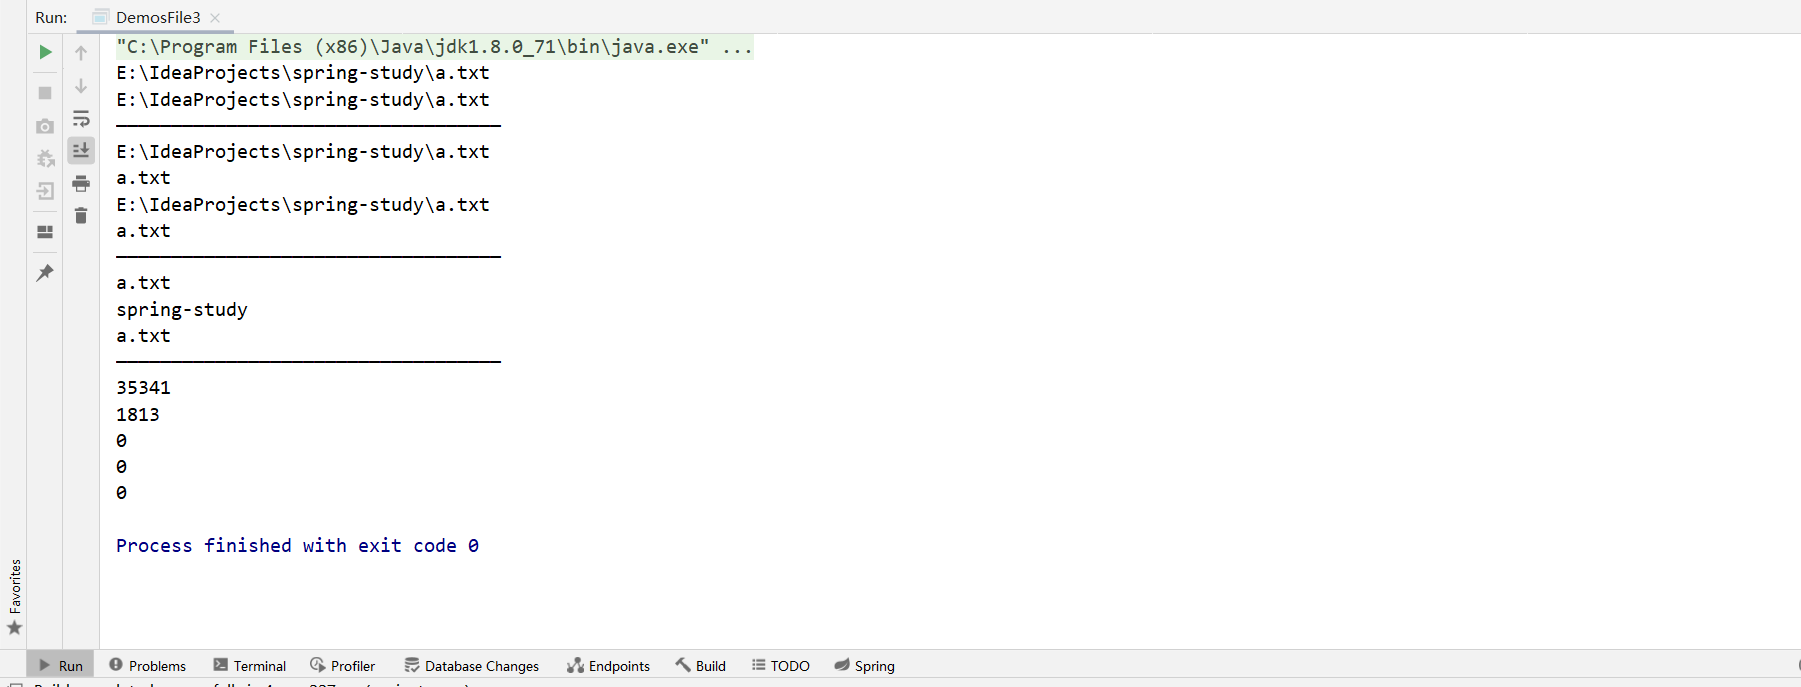 Run: DemosFile3
"C:\Program Files (x86)\Java\jdk1.8.0_71\bin\java.exe" ...
E:\IdeaProjects\spring-study\a.txt
E:\IdeaProjects\spring-study\a.txt
———————————————————————————————————
E:\IdeaProjects\spring-study\a.txt
a.txt
E:\IdeaProjects\spring-study\a.txt
a.txt
———————————————————————————————————
a.txt
spring-study
a.txt
———————————————————————————————————
35341
1813
0
0
0
Process finished with exit code 0
Favorites
Run Problems Terminal Profiler Database Changes Endpoints Build TODO Spring